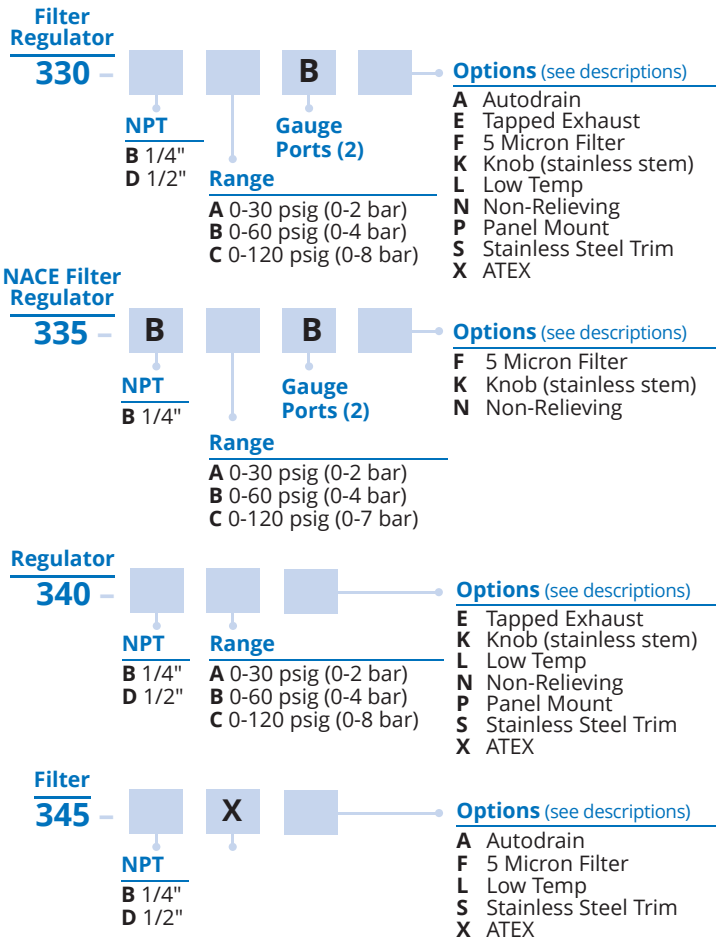 Filter
Regulator
330 –
B
NPT
B 1/4"
D 1/2"
Range
A 0-30 psig (0-2 bar)
B 0-60 psig (0-4 bar)
C 0-120 psig (0-8 bar)
Gauge
Ports (2)
Options (see descriptions)
A Autodrain
E Tapped Exhaust
F 5 Micron Filter
K Knob (stainless stem)
L Low Temp
N Non-Relieving
P Panel Mount
S Stainless Steel Trim
X ATEX
NACE Filter
Regulator
335 –
B
B
NPT
B 1/4"
Range
A 0-30 psig (0-2 bar)
B 0-60 psig (0-4 bar)
C 0-120 psig (0-7 bar)
Gauge
Ports (2)
Options (see descriptions)
F 5 Micron Filter
K Knob (stainless stem)
N Non-Relieving
Regulator
340 –
NPT
B 1/4"
D 1/2"
Range
A 0-30 psig (0-2 bar)
B 0-60 psig (0-4 bar)
C 0-120 psig (0-8 bar)
Options (see descriptions)
E Tapped Exhaust
K Knob (stainless stem)
L Low Temp
N Non-Relieving
P Panel Mount
S Stainless Steel Trim
X ATEX
Filter
345 –
X
NPT
B 1/4"
D 1/2"
Options (see descriptions)
A Autodrain
F 5 Micron Filter
L Low Temp
S Stainless Steel Trim
X ATEX